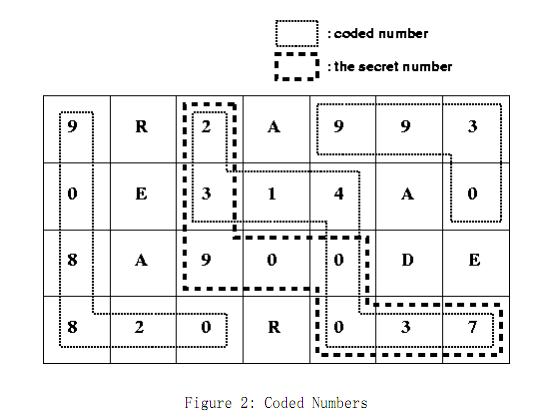 : coded number
: the secret number
9 R 2 A 9 9 3
0 E 3 1 4 A 0
8 A 9 0 0 D E
8 2 0 R 0 3 7
Figure 2: Coded Numbers